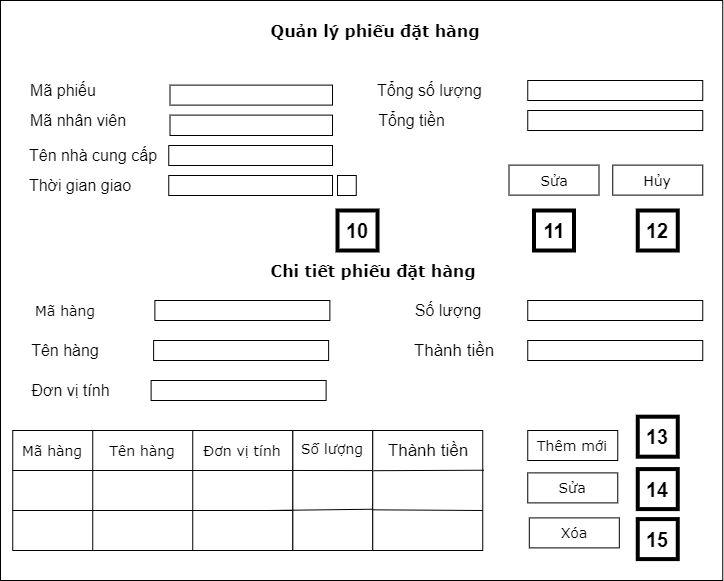 Quản lý phiếu đặt hàng
Mã phiếu
Tổng số lượng
Mã nhân viên
Tổng tiền
Tên nhà cung cấp
Thời gian giao
Sửa
Hủy
10
11
12
Chi tiết phiếu đặt hàng
Mã hàng
Số lượng
Tên hàng
Thành tiền
Đơn vị tính
Mã hàng Tên hàng Đơn vị tính Số lượng Thành tiền
Thêm mới
13
Sửa
14
Xóa
15